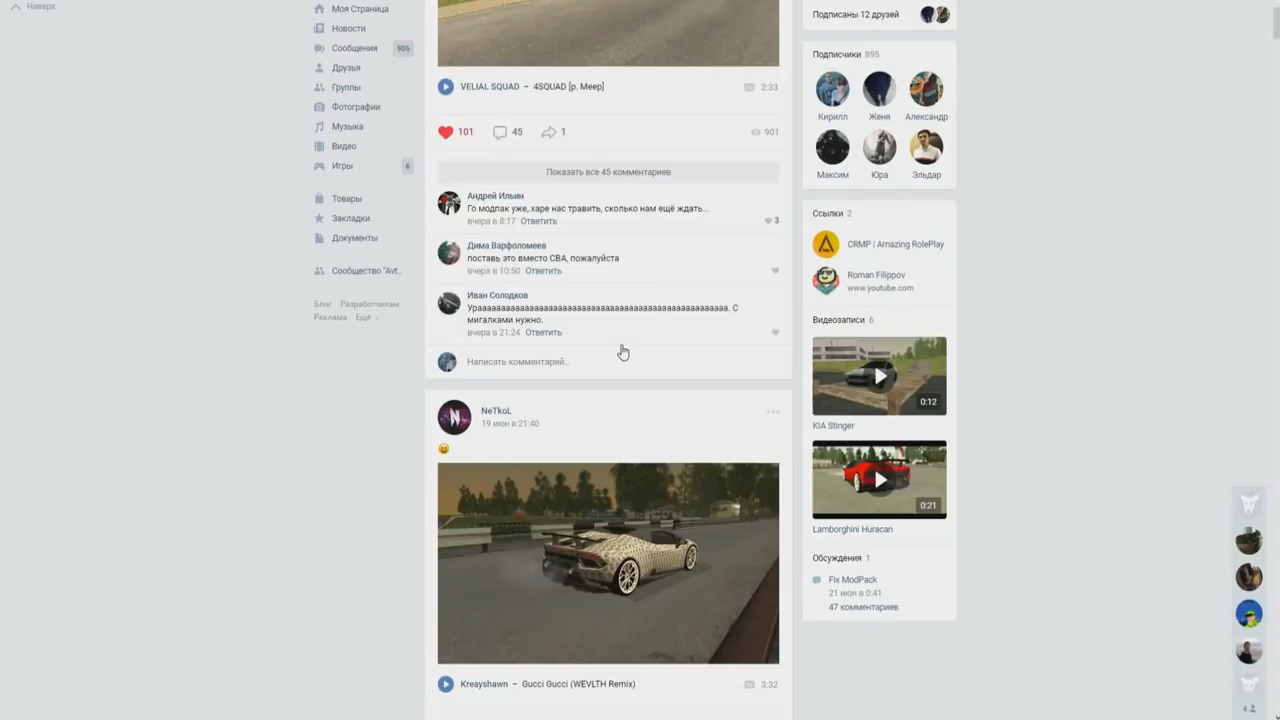 Наверх
Моя Страница
Новости
Сообщения 905
Друзья
Группы
Фотографии
Музыка
Видео
Игры 6
Товары
Закладки
Документы
Сообщество "Avt..
Блог Разработчикам
Реклама Ещё
VELIAL SQUAD – 4SQUAD [p. Meep] 2:33
101 45 1 901
Показать все 45 комментариев
Андрей Ильин
Го модпак уже,.харе нас травить, сколько нам ещё ждать...
вчера в 8:17 Ответить 3
Дима Варфоломеев
поставь это вместо СВА, пожалуйста
вчера в 10:50 Ответить
Иван Солодков
Урааааааааааааааааааааааааааааааааааааааааааа. С
мигалками нужно.
вчера в 21:24 Ответить
Написать комментарий...
NeTkoL
19 июн в 21:40
Kreayshawn – Gucci Gucci (WEVLTH Remix) 3:32
Подписаны 12 друзей
Подписчики 895
Кирилл Женя Александр
Максим Юра Эльдар
Ссылки 2
CRMP | Amazing RolePlay
Roman Filippov
www.youtube.com
Видеозаписи 6
0:12
KIA Stinger
0:21
Lamborghini Huracan
Обсуждения 1
Fix ModPack
21 июн в 0:41
47 комментариев
4